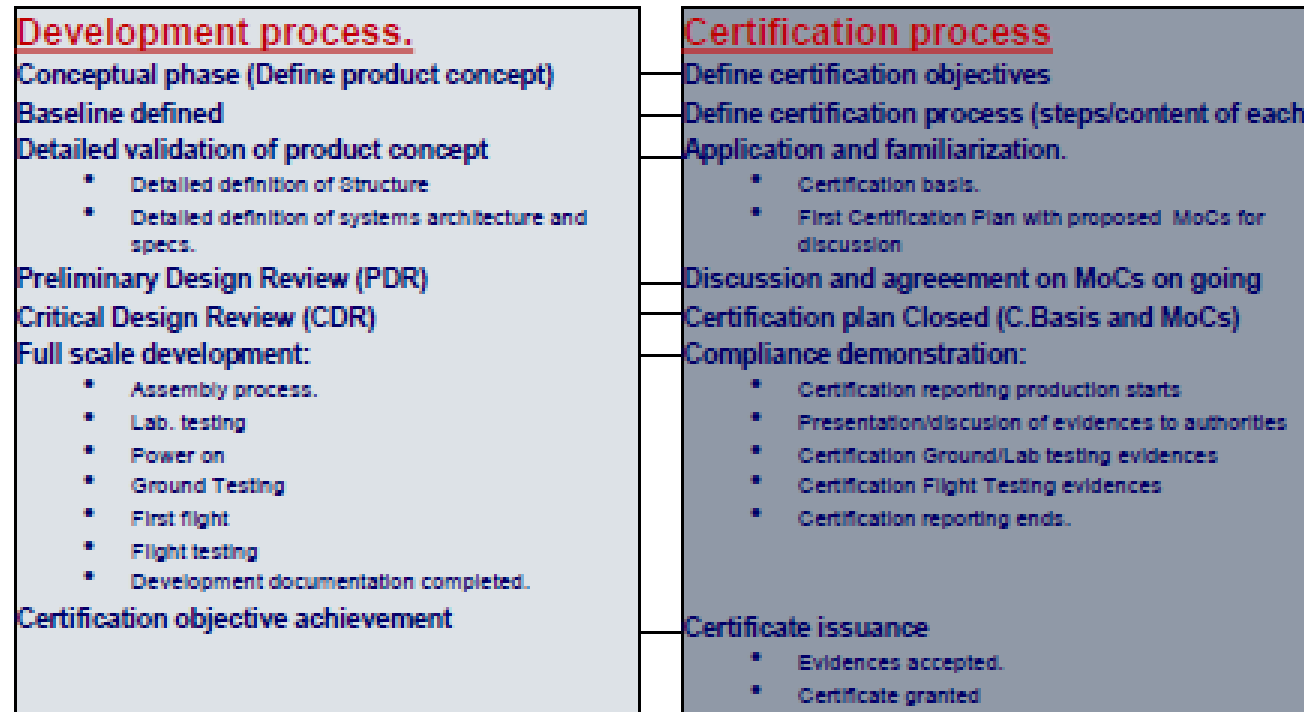 Development process.
Conceptual phase (Define product concept)
Baseline defined
Detailed validation of product concept
• Detailed definition of Structure
• Detailed definition of systems architecture and
specs.
Preliminary Design Review (PDR)
Critical Design Review (CDR)
Full scale development:
• Assembly process.
• Lab. testing
• Power on
• Ground Testing
• First flight
• Flight testing
• Development documentation completed.
Certification objective achievement
Certification process
Define certification objectives
Define certification process (steps/content of each
Application and familiarization.
• Certification basis.
• First Certification Plan with proposed MoCs for
discussion
Discussion and agreeement on MoCs on going
Certification plan Closed (C.Basis and MoCs)
Compliance demonstration:
• Certification reporting production starts
• Presentation/discusion of evidences to authorities
• Certification Ground/Lab testing evidences
• Certification Flight Testing evidences
• Certification reporting ends.
Certificate issuance
• Evidences accepted.
• Certificate granted